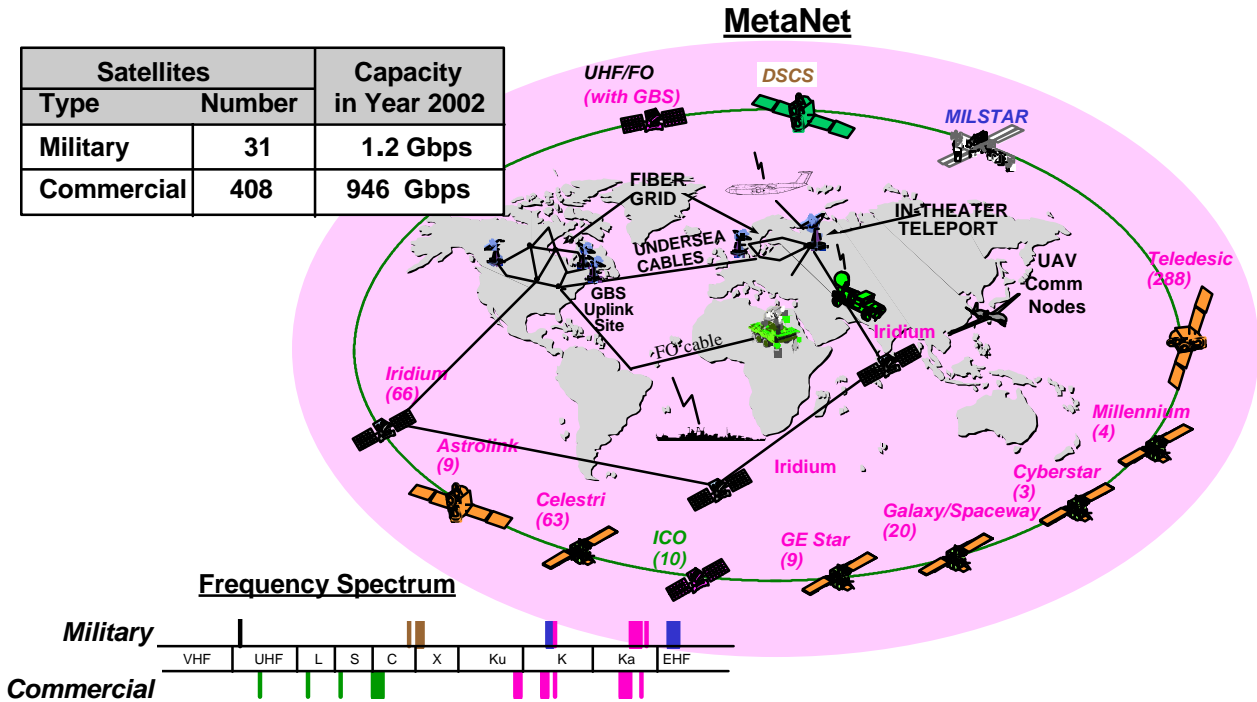 MetaNet
Satellites Capacity
Type Number in Year 2002
Military 31 1.2 Gbps
Commercial 408 946 Gbps
UHF/FO
(with GBS)
DSCS
MILSTAR
FIBER
GRID
IN-THEATER
TELEPORT
UNDERSEA
CABLES
UAV
Comm
Nodes
Teledesic
(288)
GBS
Uplink
Site
Iridium
FO cable
Iridium
(66)
Millennium
(4)
Astrolink
(9)
Iridium
Cyberstar
(3)
Celestri
(63)
Galaxy/Spaceway
(20)
ICO
(10)
GE Star
(9)
Frequency Spectrum
Military
VHF UHF L S C X Ku K Ka EHF
Commercial